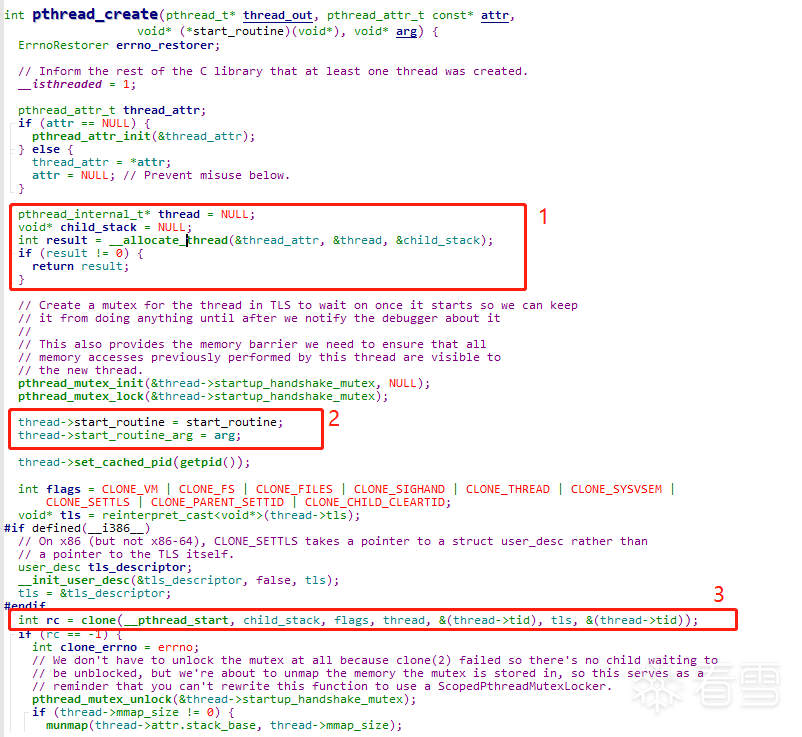 int pthread_create(pthread_t* thread_out, pthread_attr_t const* attr,
void* (*start_routine)(void*), void* arg) {
ErrnoRestorer errno_restorer;
// Inform the rest of the C library that at least one thread was created.
__isthreaded = 1;
pthread_attr_t thread_attr;
if (attr == NULL) {
pthread_attr_init(&thread_attr);
} else {
thread_attr = *attr;
attr = NULL; // Prevent misuse below.
}
pthread_internal_t* thread = NULL;
1
void* child_stack = NULL;
int result = __allocate_thread(&thread_attr, &thread, &child_stack);
if (result != 0) {
return result;
}
// Create a mutex for the thread in TLS to wait on once it starts so we can keep
// it from doing anything until after we notify the debugger about it
//
// This also provides the memory barrier we need to ensure that all
// memory accesses previously performed by this thread are visible to
// the new thread.
pthread_mutex_init(&thread->startup_handshake_mutex, NULL);
pthread_mutex_lock(&thread->startup_handshake_mutex);
thread->start_routine = start_routine;
2
thread->start_routine_arg = arg;
thread->set_cached_pid(getpid());
int flags = CLONE_VM | CLONE_FS | CLONE_FILES | CLONE_SIGHAND | CLONE_THREAD | CLONE_SYSVSEM |
CLONE_SETTLS | CLONE_PARENT_SETTID | CLONE_CHILD_CLEARTID;
void* tls = reinterpret_cast<void*>(thread->tls);
#if defined(__i386__)
// On x86 (but not x86-64), CLONE_SETTLS takes a pointer to a struct user_desc rather than
// a pointer to the TLS itself.
user_desc tls_descriptor;
__init_user_desc(&tls_descriptor, false, tls);
tls = &tls_descriptor;
3
#endif
int rc = clone(__pthread_start, child_stack, flags, thread, &(thread->tid), tls, &(thread->tid));
if (rc == -1) {
int clone_errno = errno;
// We don't have to unlock the mutex at all because clone(2) failed so there's no child waiting to
// be unblocked, but we're about to unmap the memory the mutex is stored in, so this serves as a
// reminder that you can't rewrite this function to use a ScopedPthreadMutexLocker.
pthread_mutex_unlock(&thread->startup_handshake_mutex);
if (thread->mmap_size != 0) {
munmap(thread->attr.stack_base, thread->mmap_size);
看雪